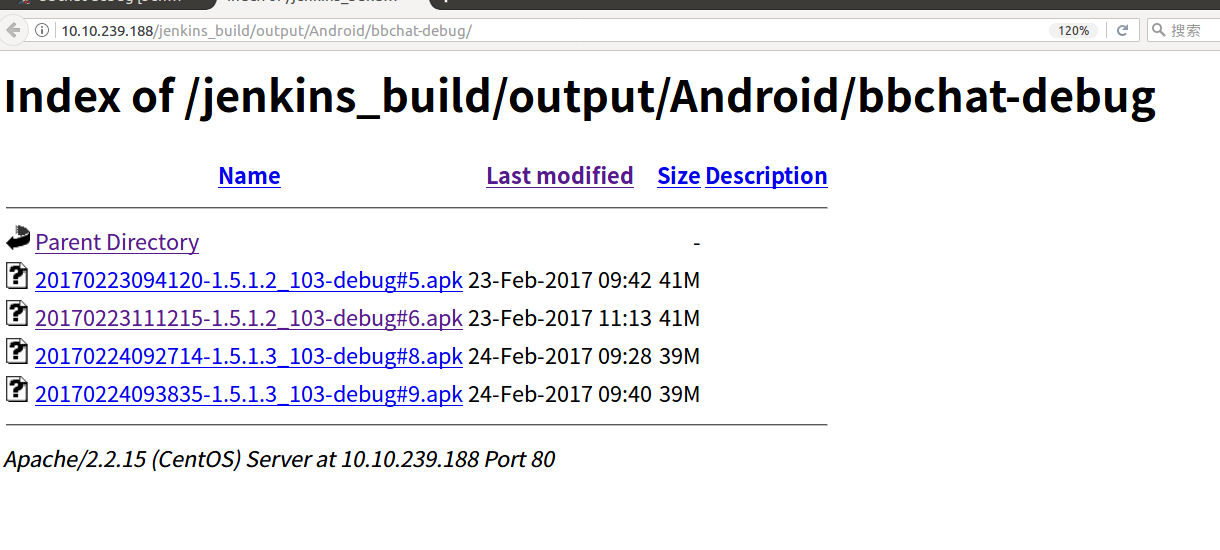 10.10.239.188/jenkins_build/output/Android/bbchat-debug/ 120% 搜索
Index of /jenkins_build/output/Android/bbchat-debug
Name Last modified Size Description
Parent Directory -
20170223094120-1.5.1.2_103-debug#5.apk 23-Feb-2017 09:42 41M
20170223111215-1.5.1.2_103-debug#6.apk 23-Feb-2017 11:13 41M
20170224092714-1.5.1.3_103-debug#8.apk 24-Feb-2017 09:28 39M
20170224093835-1.5.1.3_103-debug#9.apk 24-Feb-2017 09:40 39M
Apache/2.2.15 (CentOS) Server at 10.10.239.188 Port 80